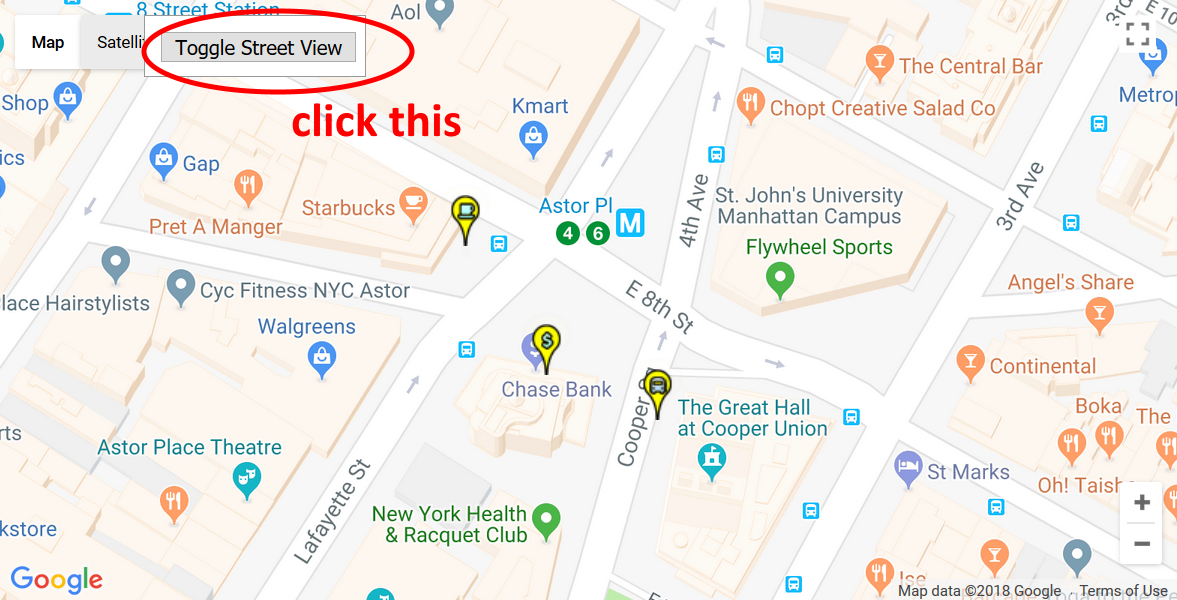 8 Street Station
Aol
3rd
E 10
Map
Satelli
Toggle Street View
click this
The Central Bar
Shop
Kmart
Chopt Creative Salad Co
Metrop
ics
Gap
Starbucks
Astor Pl
M
4 6
4th Ave
St. John's University
Manhattan Campus
3rd Ave
Pret A Manger
Flywheel Sports
lace Hairstylists
Cyc Fitness NYC Astor
E 8th St
Angel's Share
Walgreens
$
Chase Bank
Continental
Cooper
The Great Hall
at Cooper Union
Boka
The
rts
Astor Place Theatre
St Marks
Oh! Taish
Lafayette St
New York Health
& Racquet Club
kstore
+
−
Google
Ise
Map data ©2018 Google
Terms of Use